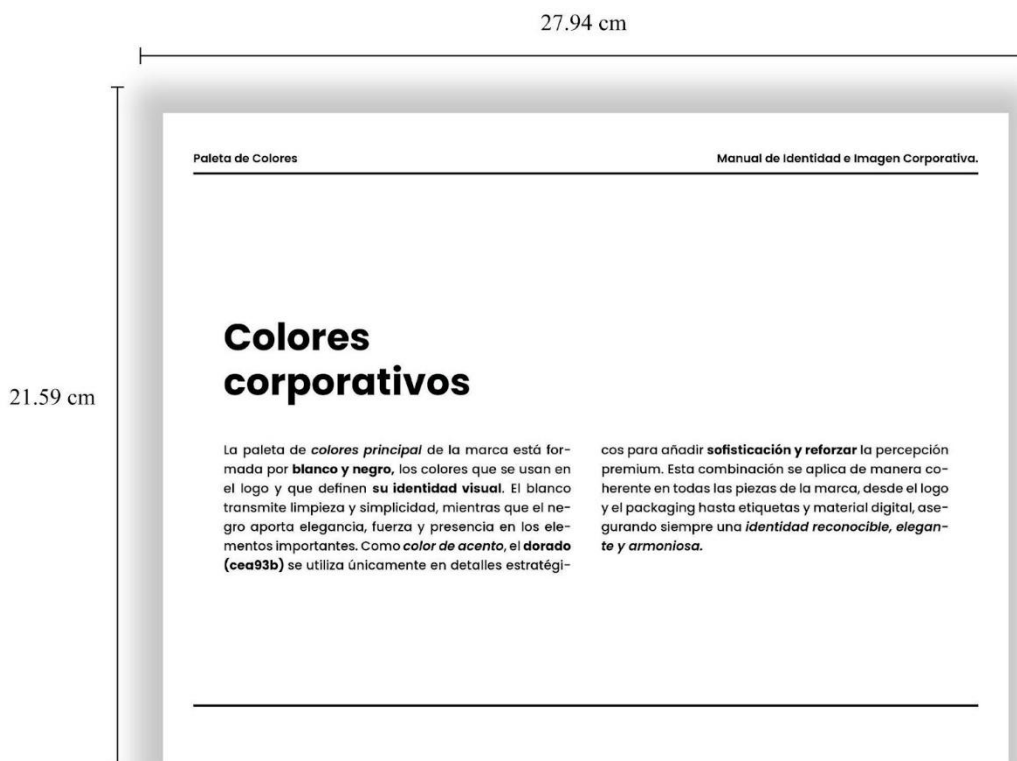 27.94 cm
21.59 cm
Paleta de Colores
Manual de Identidad e Imagen Corporativa.
Colores
corporativos
La paleta de colores principal de la marca está for-
mada por blanco y negro, los colores que se usan en
el logo y que definen su identidad visual. El blanco
transmite limpieza y simplicidad, mientras que el ne-
gro aporta elegancia, fuerza y presencia en los ele-
mentos importantes. Como color de acento, el dorado
(cea93b) se utiliza únicamente en detalles estratégi-
cos para añadir sofisticación y reforzar la percepción
premium. Esta combinación se aplica de manera co-
herente en todas las piezas de la marca, desde el logo
y el packaging hasta etiquetas y material digital, ase-
gurando siempre una identidad reconocible, elegan-
te y armoniosa.